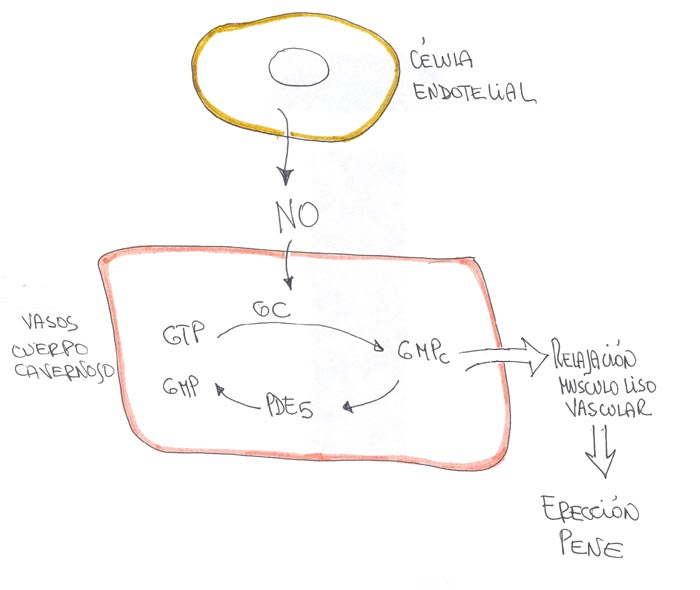 CÉLULA
ENDOTELIAL
NO
VASOS
CUERPO
CAVERNOSO
GC
GTP
GMPc
GMP
PDE5
RELAJACIÓN
MUSCULO LISO
VASCULAR
ERECCIÓN
PENE